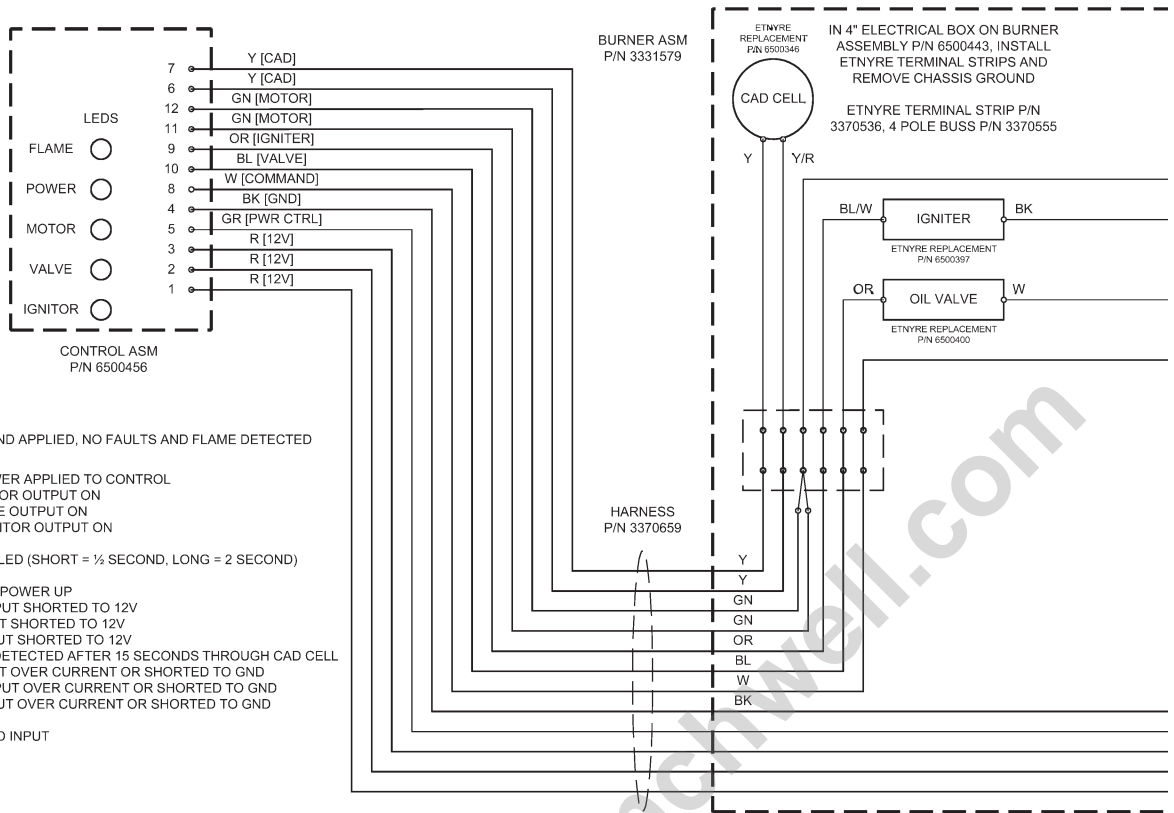 7 Y [CAD]
6 Y [CAD]
12 GN [MOTOR]
11 GN [MOTOR]
9 OR [IGNITER]
10 BL [VALVE]
8 W [COMMAND]
4 BK [GND]
5 GR [PWR CTRL]
3 R [12V]
2 R [12V]
1 R [12V]
LEDS
FLAME
POWER
MOTOR
VALVE
IGNITOR
CONTROL ASM
P/N 6500456
BURNER ASM
P/N 3331579
ETNYRE
REPLACEMENT
P/N 6500346
CAD CELL
IN 4" ELECTRICAL BOX ON BURNER
ASSEMBLY P/N 6500443, INSTALL
ETNYRE TERMINAL STRIPS AND
REMOVE CHASSIS GROUND
ETNYRE TERMINAL STRIP P/N
3370536, 4 POLE BUSS P/N 3370555
Y Y/R
BL/W IGNITER BK
ETNYRE REPLACEMENT
P/N 6500397
OR OIL VALVE W
ETNYRE REPLACEMENT
P/N 6500400
ND APPLIED, NO FAULTS AND FLAME DETECTED
ER APPLIED TO CONTROL
OR OUTPUT ON
E OUTPUT ON
ITOR OUTPUT ON
LED (SHORT = ½ SECOND, LONG = 2 SECOND)
POWER UP
PUT SHORTED TO 12V
T SHORTED TO 12V
UT SHORTED TO 12V
DETECTED AFTER 15 SECONDS THROUGH CAD CELL
T OVER CURRENT OR SHORTED TO GND
PUT OVER CURRENT OR SHORTED TO GND
UT OVER CURRENT OR SHORTED TO GND
D INPUT
HARNESS
P/N 3370659
Y
Y
GN
GN
OR
BL
W
BK
chwell.com